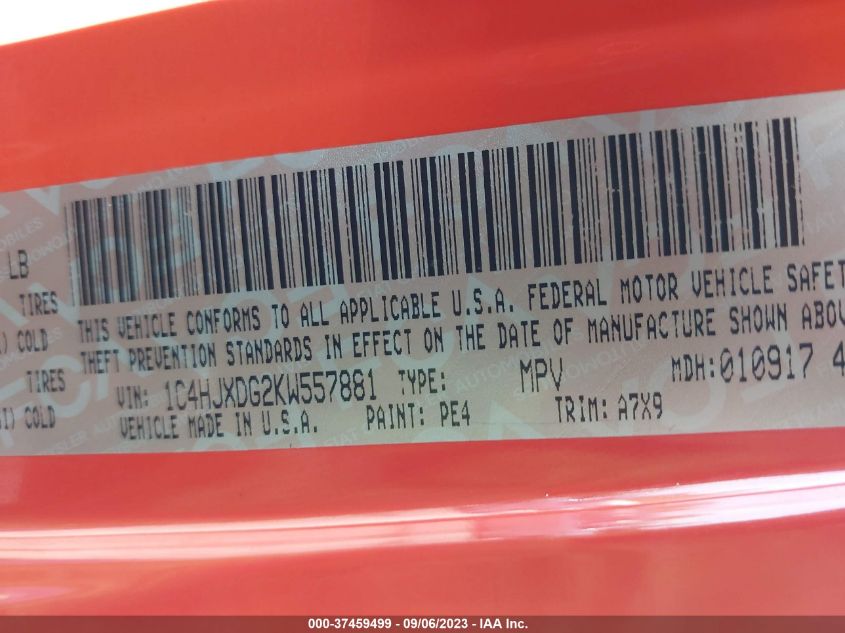 LB
TIRES
COLD
TIRES
COLD
THIS VEHICLE CONFORMS TO ALL APPLICABLE U.S.A. FEDERAL MOTOR VEHICLE SAFET
THEFT PREVENTION STANDARDS IN EFFECT ON THE DATE OF MANUFACTURE SHOWN ABOV
VIN: 1C4HJXDG2KW557881 TYPE: MPV MDH:010917 4
VEHICLE MADE IN U.S.A. PAINT: PE4 TRIM: A7X9
000-37459499 - 09/06/2023 - IAA Inc.